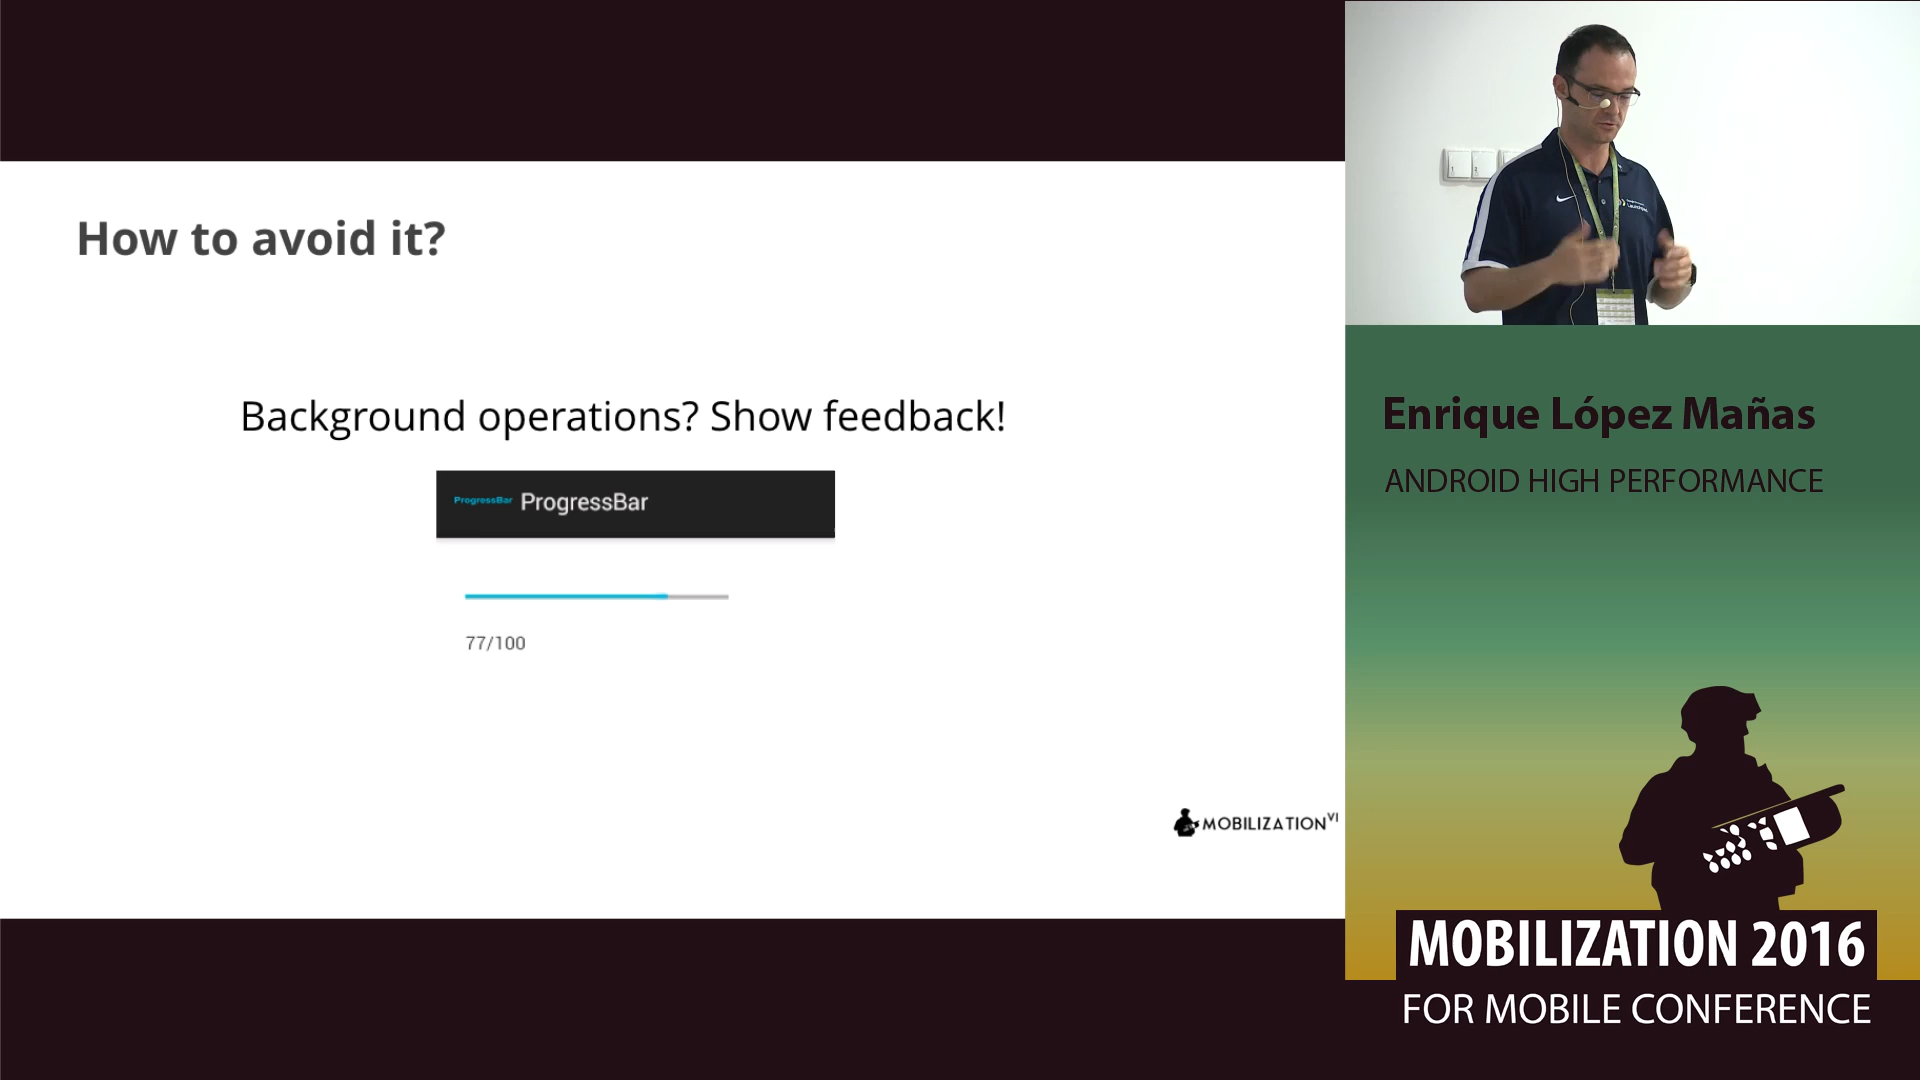 How to avoid it?
Background operations? Show feedback!
ProgressBar ProgressBar
77/100
MOBILIZATION VI
Enrique López Mañas
ANDROID HIGH PERFORMANCE
MOBILIZATION 2016
FOR MOBILE CONFERENCE